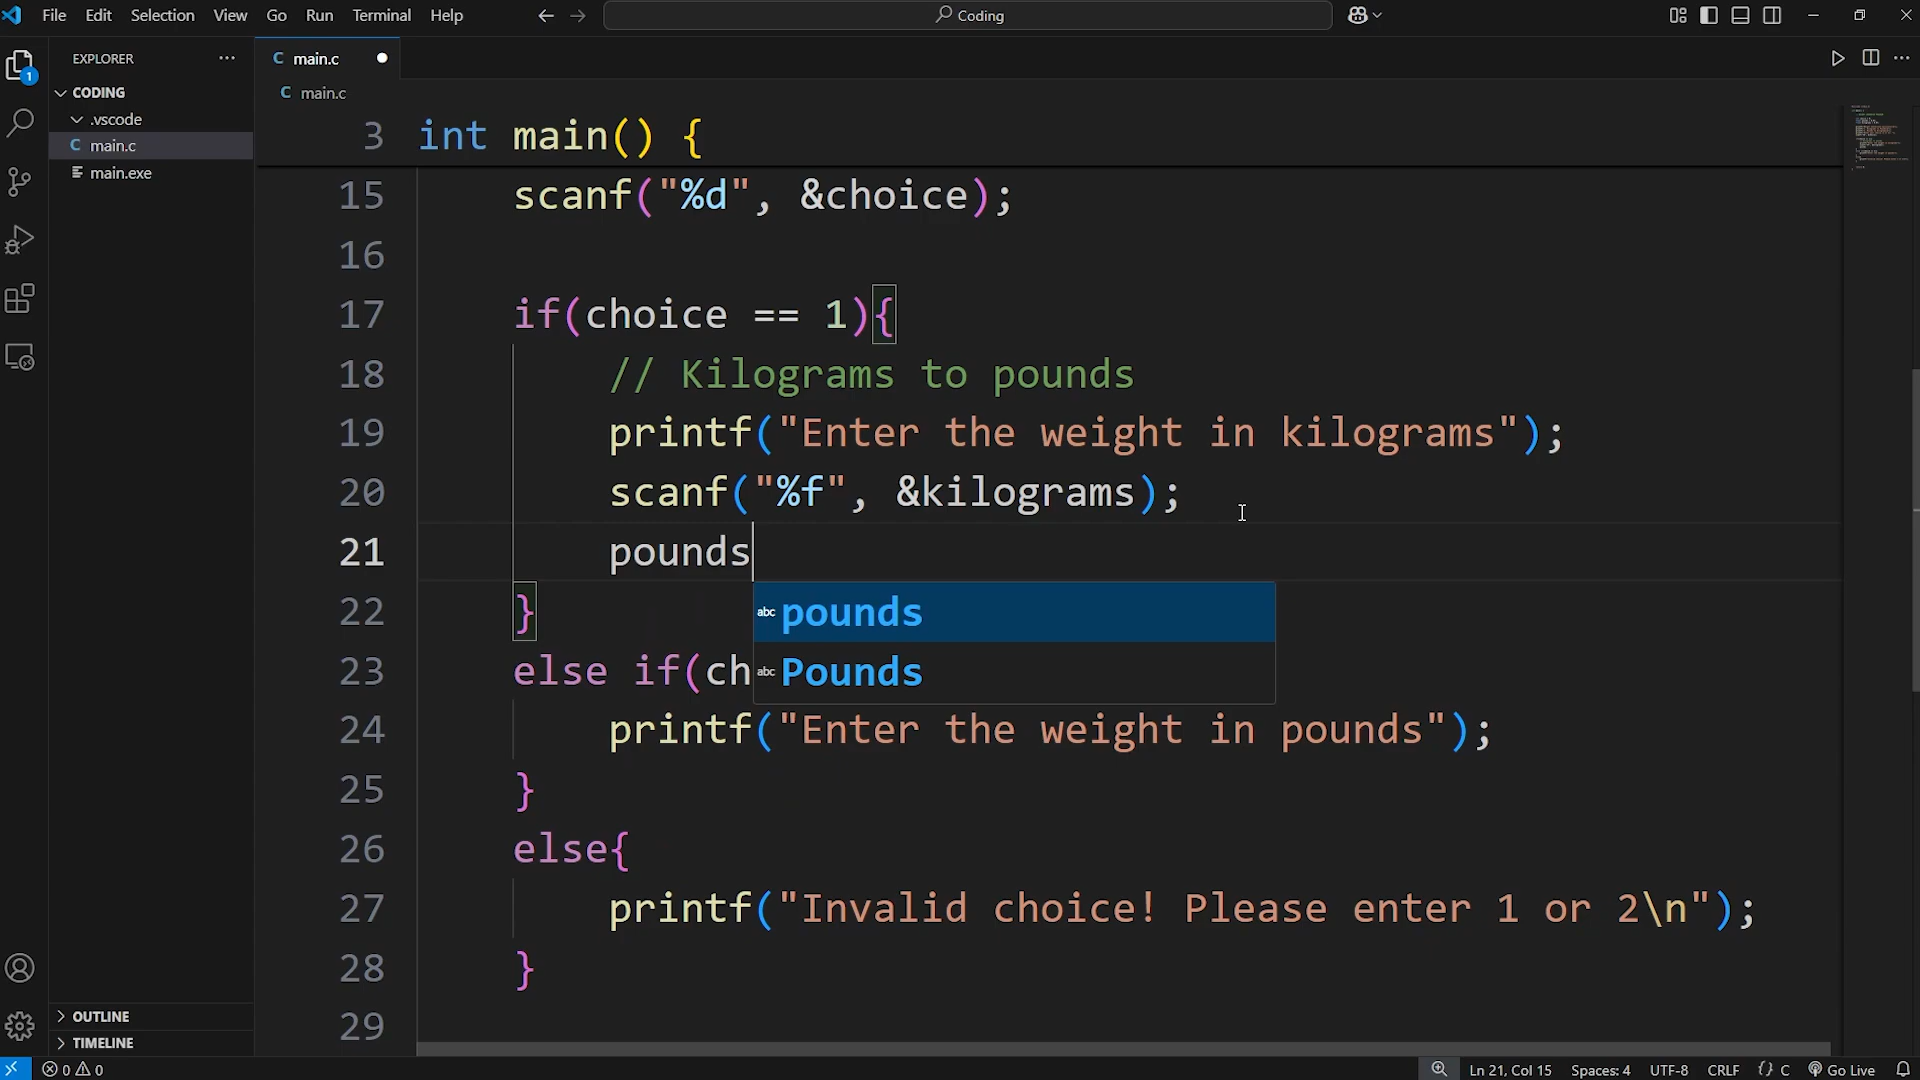 File Edit Selection View Go Run Terminal Help
Coding
EXPLORER
CODING
.vscode
main.c
main.exe
1
main.c
main.c
3 int main() {
15 scanf("%d", &choice);
16
17 if(choice == 1){
18 // Kilograms to pounds
19 printf("Enter the weight in kilograms");
20 scanf("%f", &kilograms);
21 pounds
abc pounds
abc Pounds
22 }
23 else if(ch
24 printf("Enter the weight in pounds");
25 }
26 else{
27 printf("Invalid choice! Please enter 1 or 2\n");
28 }
29
OUTLINE
TIMELINE
0 0
Ln 21, Col 15 Spaces: 4 UTF-8 CRLF {} C Go Live